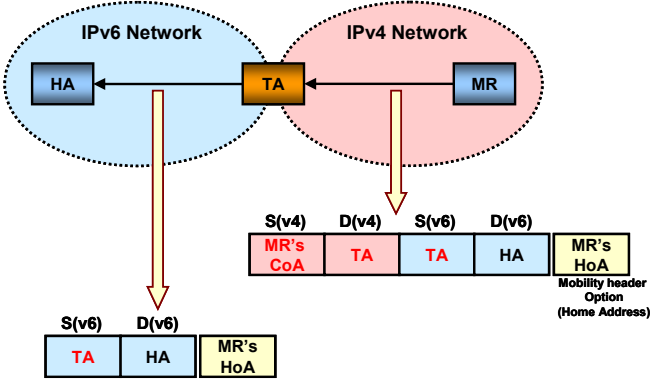 IPv6 Network
IPv4 Network
HA
TA
MR
S(v4) D(v4) S(v6) D(v6)
MR's
CoA
TA
TA
HA
MR's
HoA
Mobility header
Option
(Home Address)
S(v6) D(v6)
TA
HA
MR's
HoA